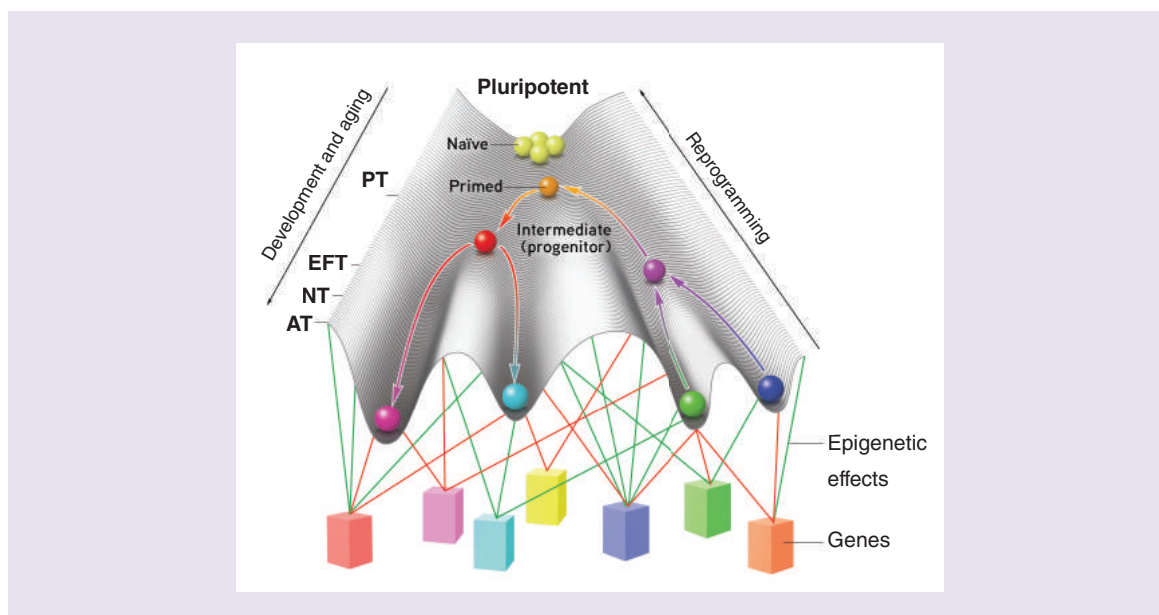 Pluripotent
Development and aging
Reprogramming
Naïve
PT
Primed
Intermediate
(progenitor)
EFT
NT
AT
Epigenetic
effects
Genes